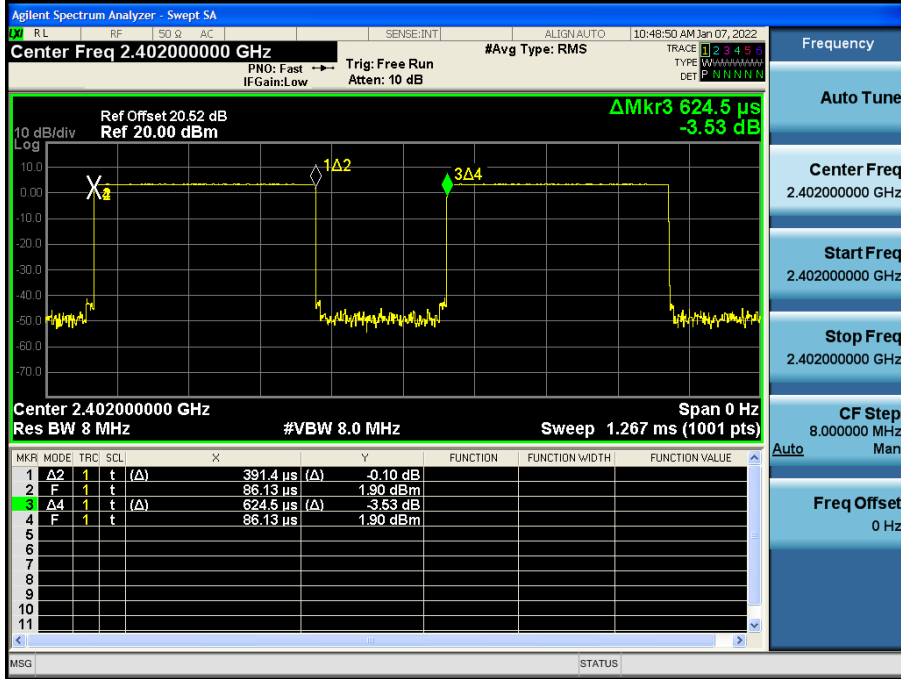 Agilent Spectrum Analyzer - Swept SA
LXI RL RF 50 Ω AC SENSE:INT ALIGN AUTO 10:48:50 AM Jan 07, 2022
Center Freq 2.402000000 GHz #Avg Type: RMS TRACE 1 2 3 4 5 6
PNO: Fast Trig: Free Run TYPE WWWWWW
IFGain:Low Atten: 10 dB DET P N N N N N
Frequency
Auto Tune
Center Freq
2.402000000 GHz
Start Freq
2.402000000 GHz
Stop Freq
2.402000000 GHz
CF Step
8.000000 MHz
Auto Man
Freq Offset
0 Hz
Ref Offset 20.52 dB ΔMkr3 624.5 µs
10 dB/div Ref 20.00 dBm -3.53 dB
Log
10.0
0.00
-10.0
-20.0
-30.0
-40.0
-50.0
-60.0
-70.0
1Δ2
3Δ4
Center 2.402000000 GHz Span 0 Hz
Res BW 8 MHz #VBW 8.0 MHz Sweep 1.267 ms (1001 pts)
MKR MODE TRC SCL X Y FUNCTION FUNCTION WIDTH FUNCTION VALUE
1 Δ2 1 t (Δ) 391.4 µs (Δ) -0.10 dB
2 F 1 t 86.13 µs 1.90 dBm
3 Δ4 1 t (Δ) 624.5 µs (Δ) -3.53 dB
4 F 1 t 86.13 µs 1.90 dBm
5
6
7
8
9
10
11
MSG STATUS